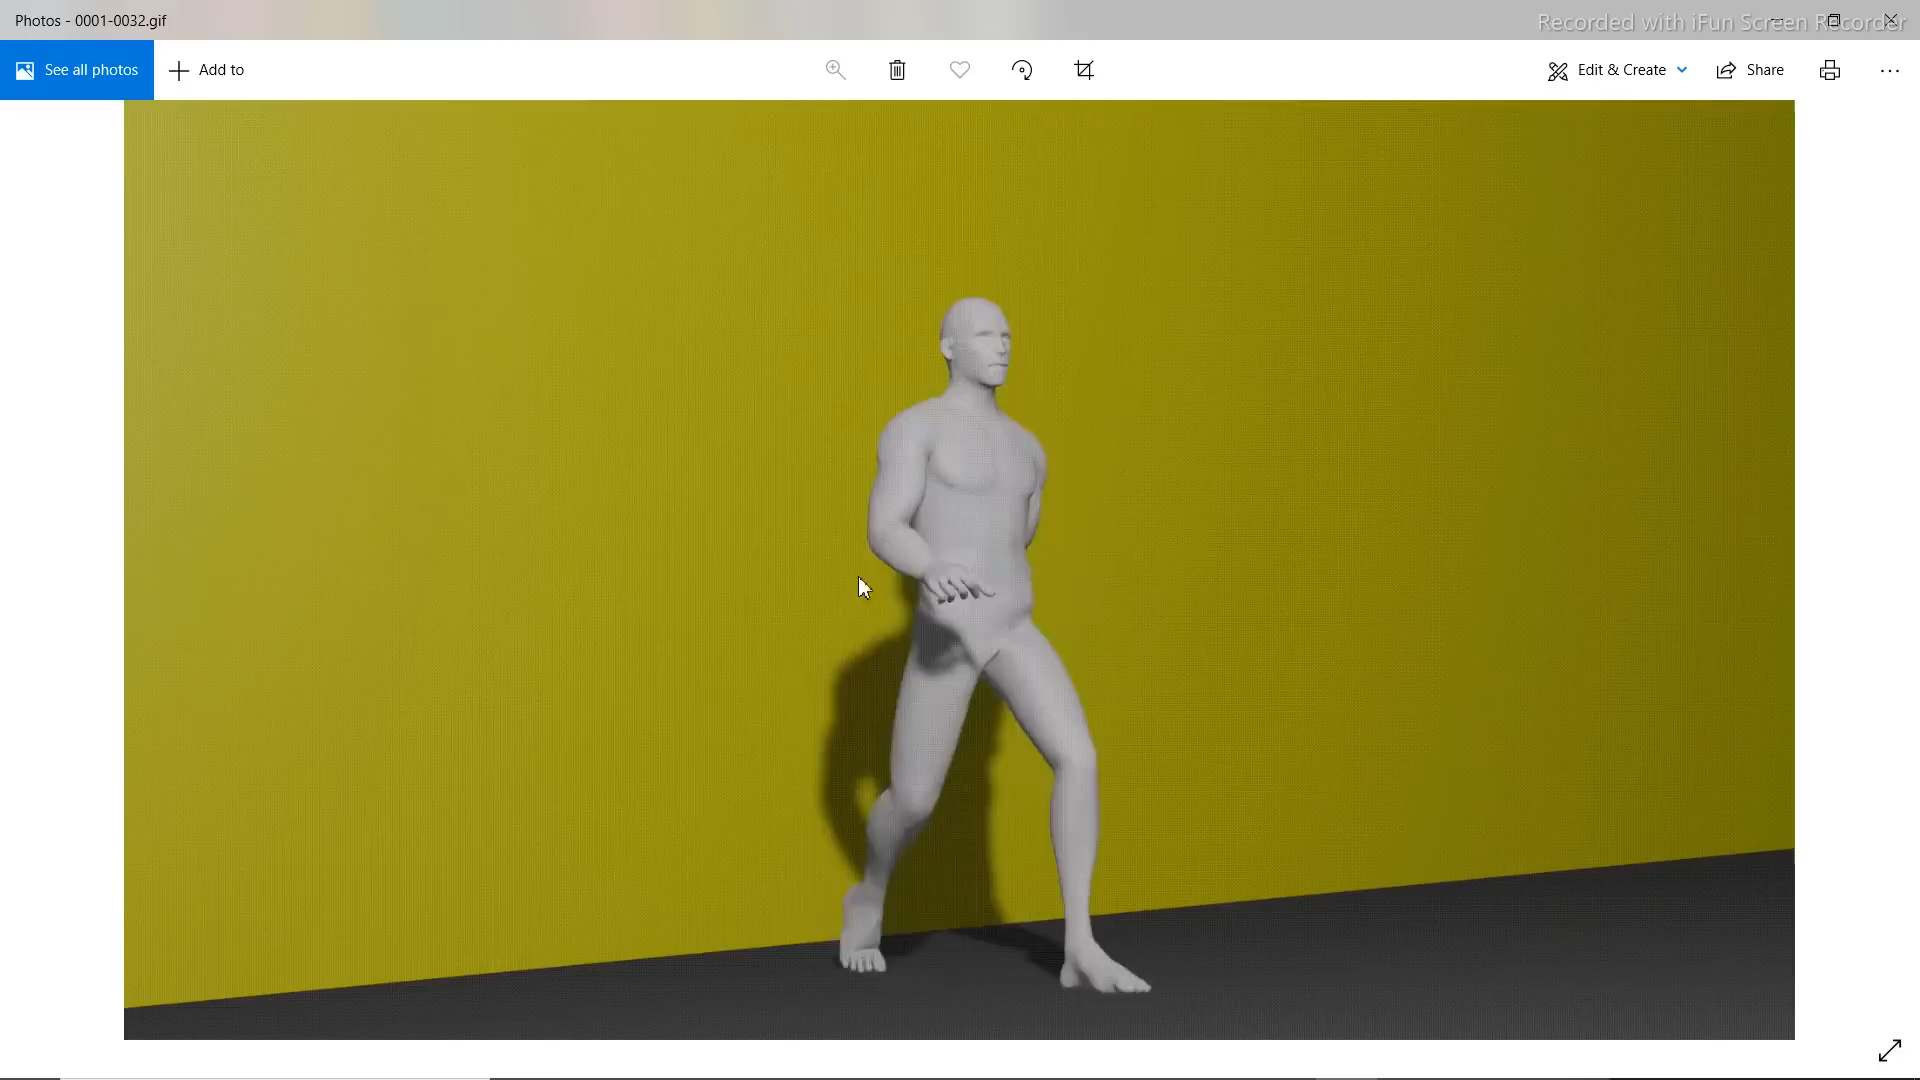 Photos - 0001-0032.gif
Recorded with iFun Screen Recorder
See all photos
Add to
Edit & Create
Share